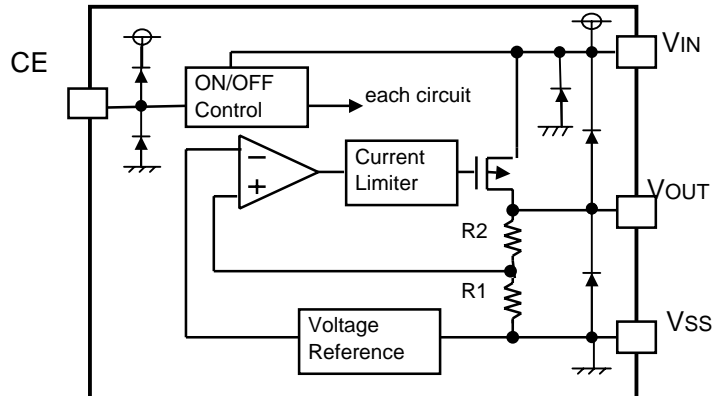 CE
VIN
ON/OFF
Control
each circuit
−
+
Current
Limiter
VOUT
R2
R1
Voltage
Reference
VSS